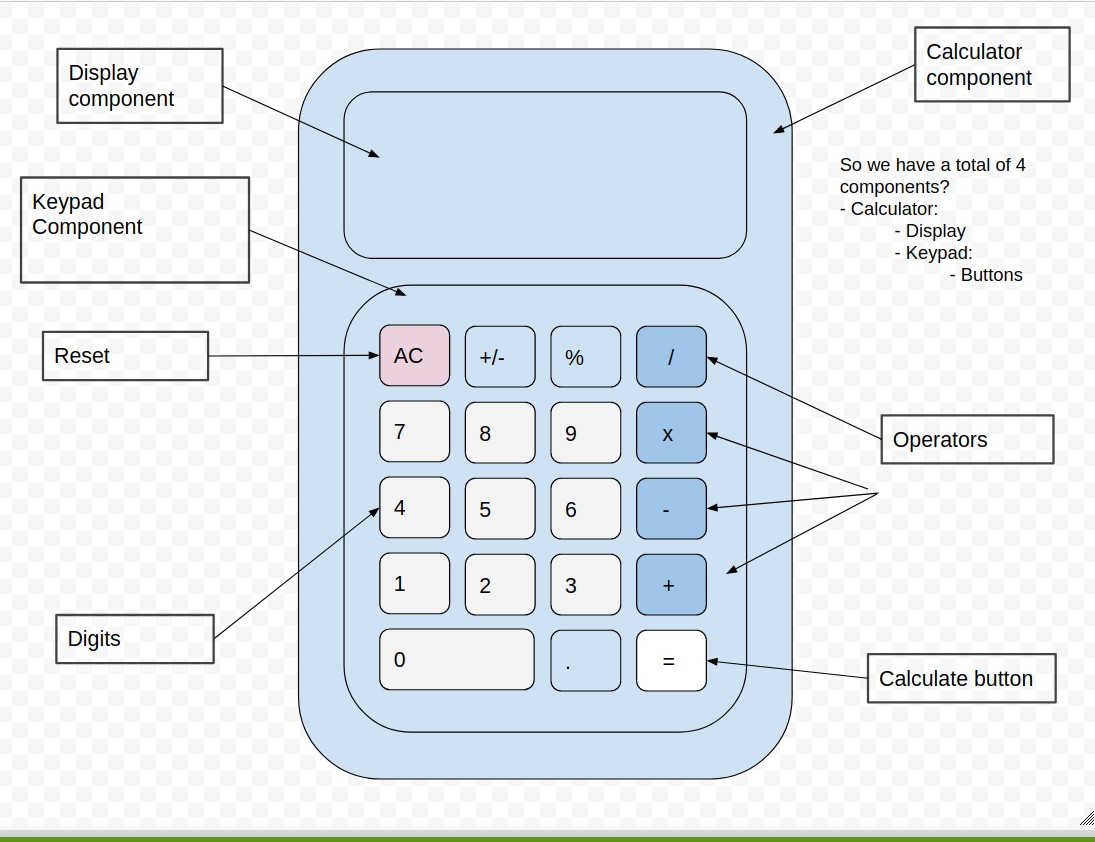 Display
component
Calculator
component
So we have a total of 4
components?
- Calculator:
- Display
- Keypad:
- Buttons
Keypad
Component
Reset
AC +/- % /
Operators
7 8 9 x
4 5 6 -
1 2 3 +
Digits
0 . =
Calculate button